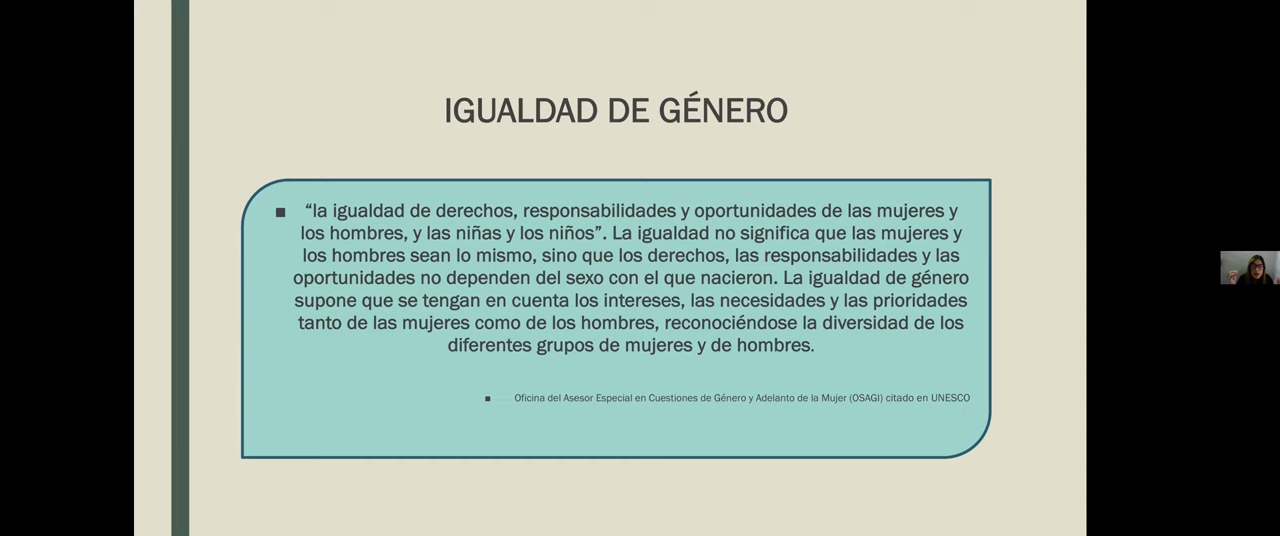 IGUALDAD DE GÉNERO
▪ “la igualdad de derechos, responsabilidades y oportunidades de las mujeres y
los hombres, y las niñas y los niños”. La igualdad no significa que las mujeres y
los hombres sean lo mismo, sino que los derechos, las responsabilidades y las
oportunidades no dependen del sexo con el que nacieron. La igualdad de género
supone que se tengan en cuenta los intereses, las necesidades y las prioridades
tanto de las mujeres como de los hombres, reconociéndose la diversidad de los
diferentes grupos de mujeres y de hombres.
▪ Oficina del Asesor Especial en Cuestiones de Género y Adelanto de la Mujer (OSAGI) citado en UNESCO